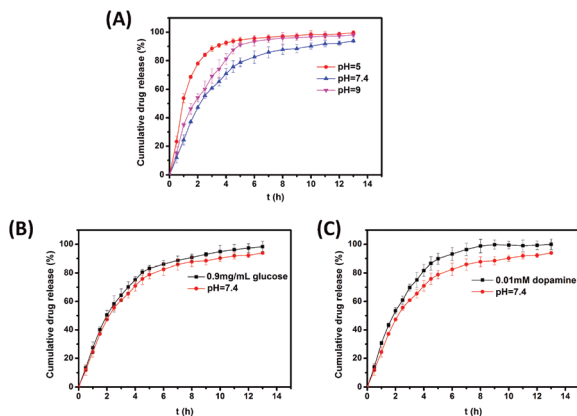 (A)
Cumulative drug release (%)
100
80
60
40
20
0
pH=5
pH=7.4
pH=9
0 2 4 6 8 10 12 14
t (h)
(B)
Cumulative drug release (%)
100
80
60
40
20
0
0.9mg/mL glucose
pH=7.4
0 2 4 6 8 10 12 14
t (h)
(C)
Cumulative drug release (%)
100
80
60
40
20
0
0.01mM dopamine
pH=7.4
0 2 4 6 8 10 12 14
t (h)